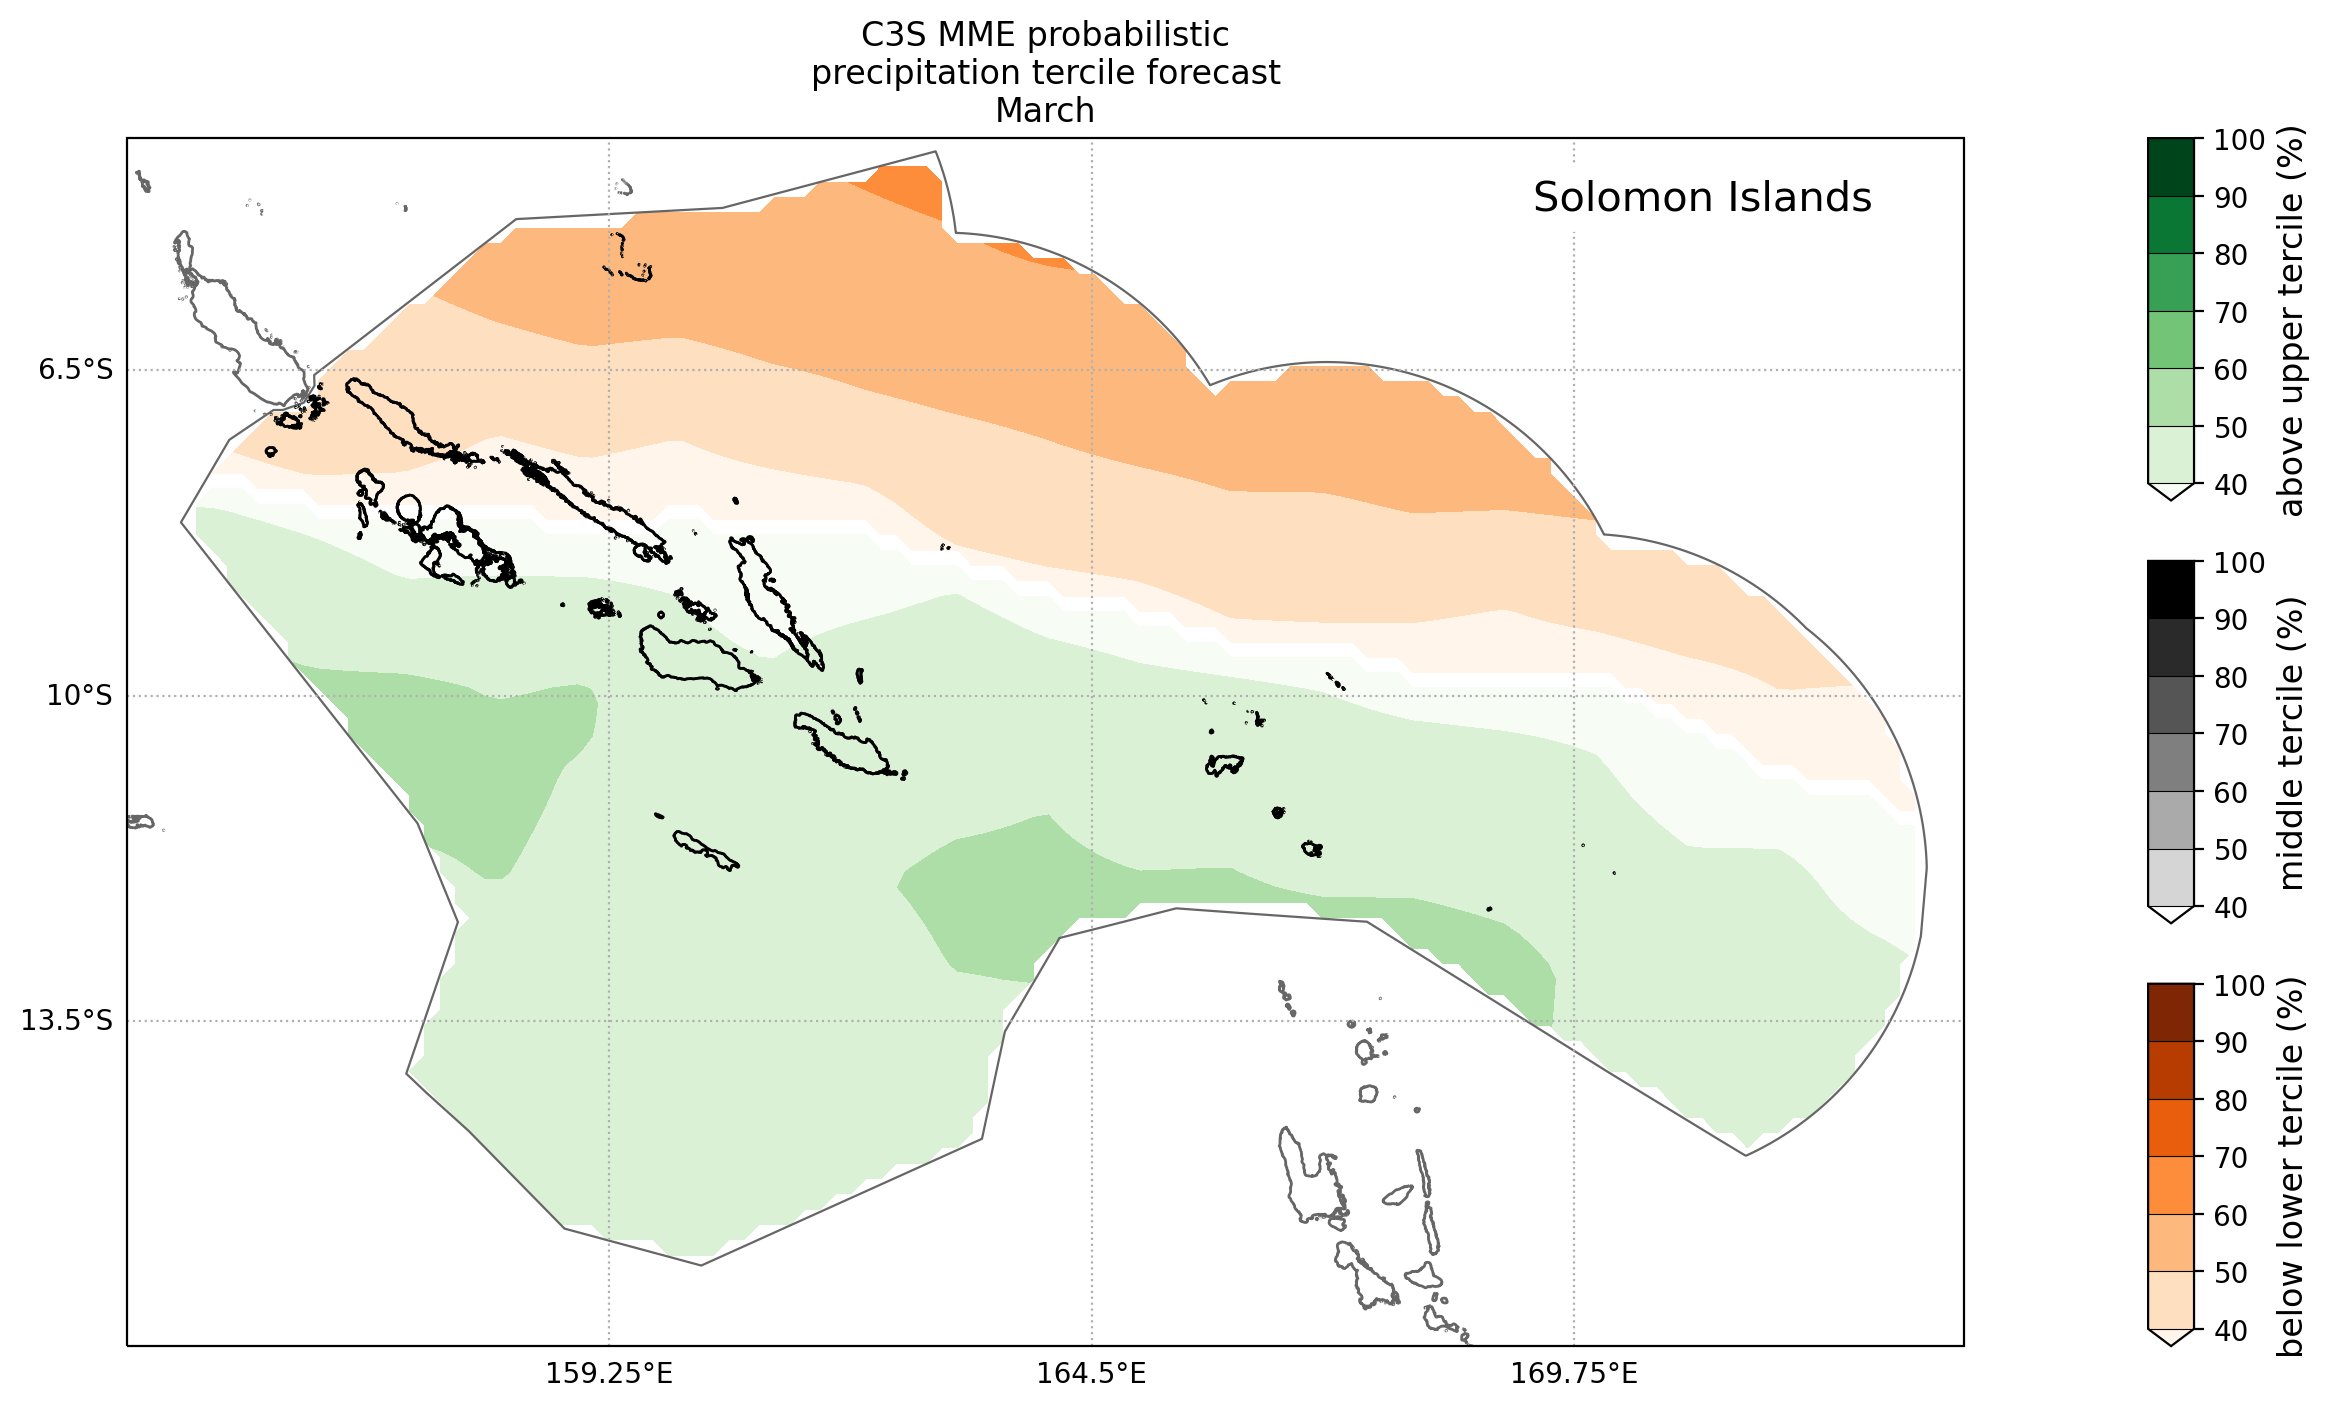 C3S MME probabilistic
precipitation tercile forecast
March
Solomon Islands
6.5°S
10°S
13.5°S
159.25°E
164.5°E
169.75°E
100
90
80
70
60
50
40
above upper tercile (%)
100
90
80
70
60
50
40
middle tercile (%)
100
90
80
70
60
50
40
below lower tercile (%)